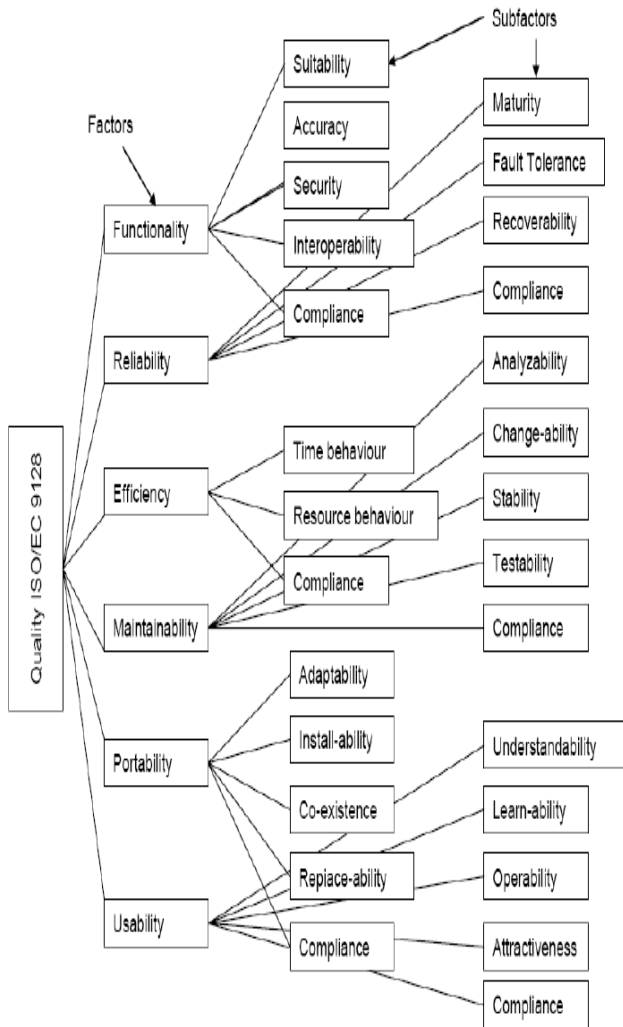 Subfactors
Suitability
Maturity
Factors
Accuracy
Fault Tolerance
Security
Functionality
Recoverability
Interoperability
Compliance
Compliance
Reliability
Analyzability
Quality ISO/EC 9128
Time behaviour
Change-ability
Efficiency
Stability
Resource behaviour
Testability
Compliance
Maintainability
Compliance
Adaptability
Install-ability
Understandability
Portability
Co-existence
Learn-ability
Repiace-ability
Operability
Usability
Compliance
Attractiveness
Compliance